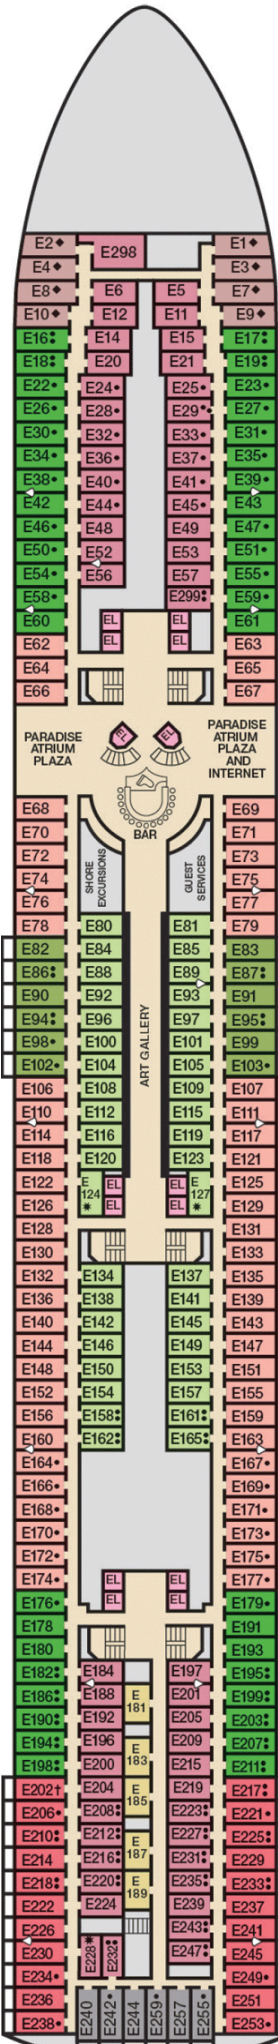 E2◆ E298 E1◆
E4◆ E3◆
E8◆ E6 E5 E7◆
E10◆ E12 E11 E9◆
E16: E14 E15 E17:
E18: E20 E21 E19:
E22• E24• E25• E23•
E26• E28• E29• E27•
E30• E32• E33• E31•
E34• E36• E37• E35•
E38• E40• E41• E39•
E42 E44• E45• E43
E46• E48 E49 E47•
E50• E52 E53 E51•
E54• E56 E57 E55•
E58• E299: E59•
E60 EL EL E61
E62 EL EL E63
E64 E65
E66 E67
PARADISE
ATRIUM
PLAZA
EL EL
PARADISE
ATRIUM
PLAZA
AND
INTERNET
BAR
E68 E69
E70 E71
E72 E73
E74 E75
E76 E77
SHORE
EXCURSIONS
GUEST
SERVICES
E78 E80 E81 E79
E82 E84 E85 E83
E86: E88 E89 E87:
E90 E92 E93 E91
E94: E96 E97 E95:
E98• E100 E101 E99
E102• E104 E105 E103•
ART GALLERY
E106 E108 E109 E107
E110 E112 E115 E111
E114 E116 E119 E117
E118 E120 E123 E121
E122 E
124
✷ EL EL E
127
✷ E125
E126 EL EL E129
E128 E131
E130 E133
E132 E134 E137 E135
E136 E138 E141 E139
E140 E142 E145 E143
E144 E146 E149 E147
E148 E150 E153 E151
E152 E154 E157 E155
E156 E158: E161: E159
E160 E162: E165: E163
E164• E167•
E166• E169•
E168• E171•
E170• E173•
E172• E175•
E174• EL EL E177•
E176• EL EL E179•
E178 E191
E180 E193
E182: E184 E197 E195:
E186: E188 E
181 E201 E199:
E190: E192 E205 E203:
E194: E196 E
183 E209 E207:
E198: E200 E215 E211:
E202† E204 E
185 E219 E217:
E206• E208: E223: E221•
E210: E212: E
187 E227: E225:
E214 E216: E231: E229
E218: E220: E
189 E235: E233:
E222 E224 E239 E237
E226 E228✷ E232: E243: E241
E230 E247: E245
E234• E249•
E236 E240 E242• E244 E259• E257 E255• E251
E238• E253•